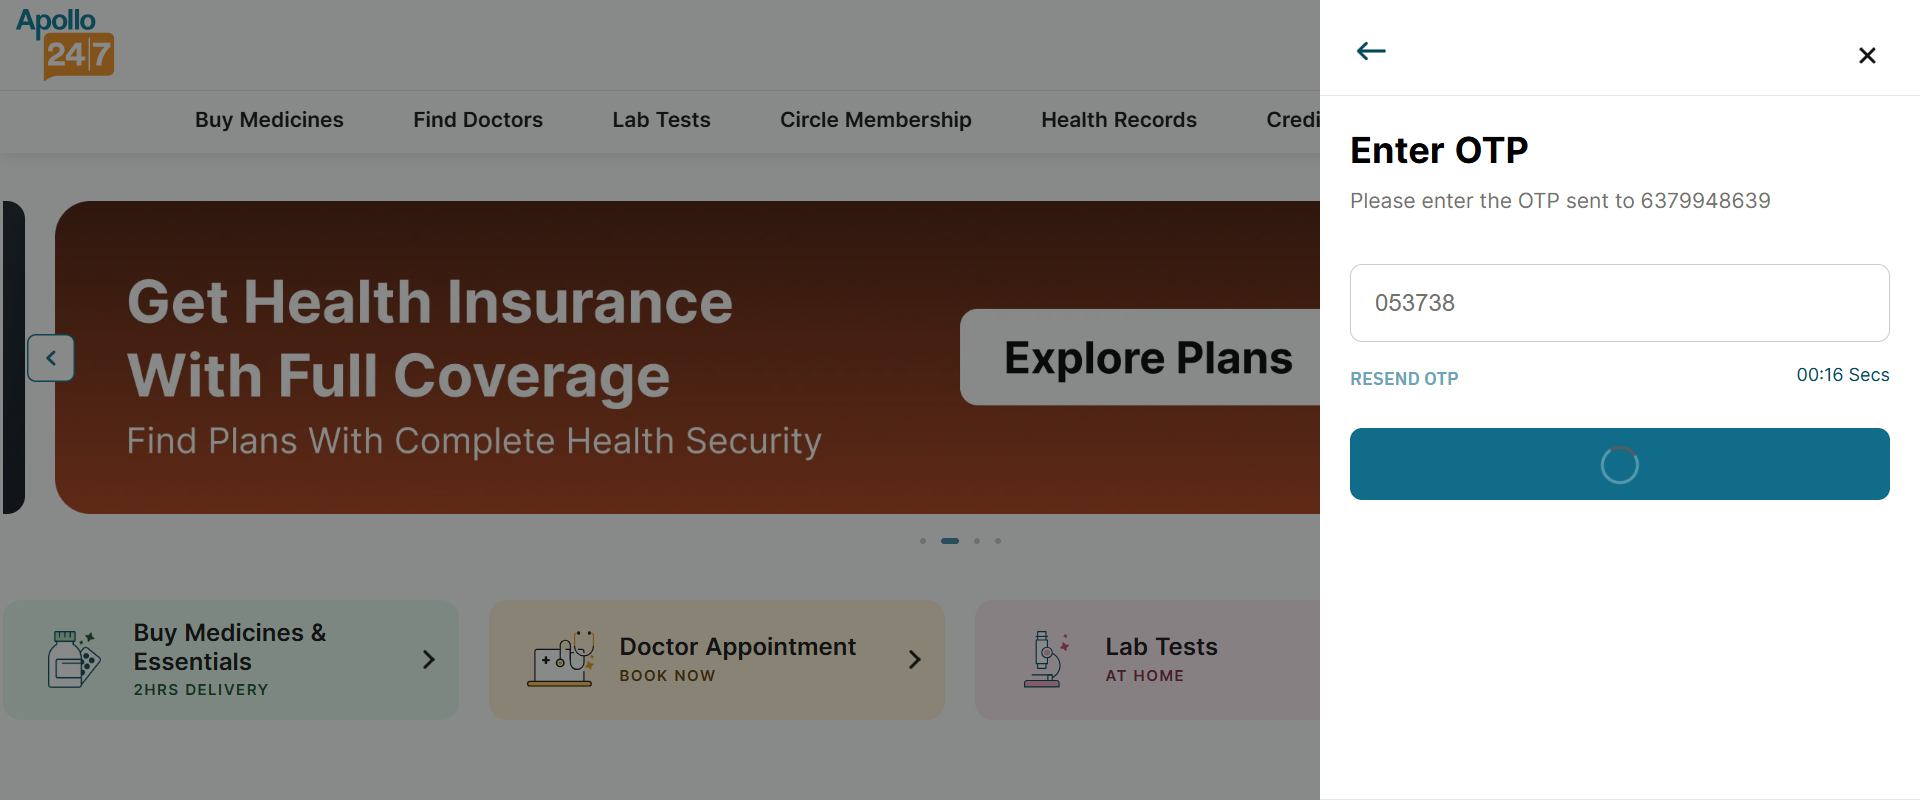 Apollo
24|7
Buy Medicines
Find Doctors
Lab Tests
Circle Membership
Health Records
Credi
Get Health Insurance
With Full Coverage
Find Plans With Complete Health Security
Explore Plans
Buy Medicines &
Essentials
2HRS DELIVERY
Doctor Appointment
BOOK NOW
Lab Tests
AT HOME
Enter OTP
Please enter the OTP sent to 6379948639
053738
RESEND OTP
00:16 Secs